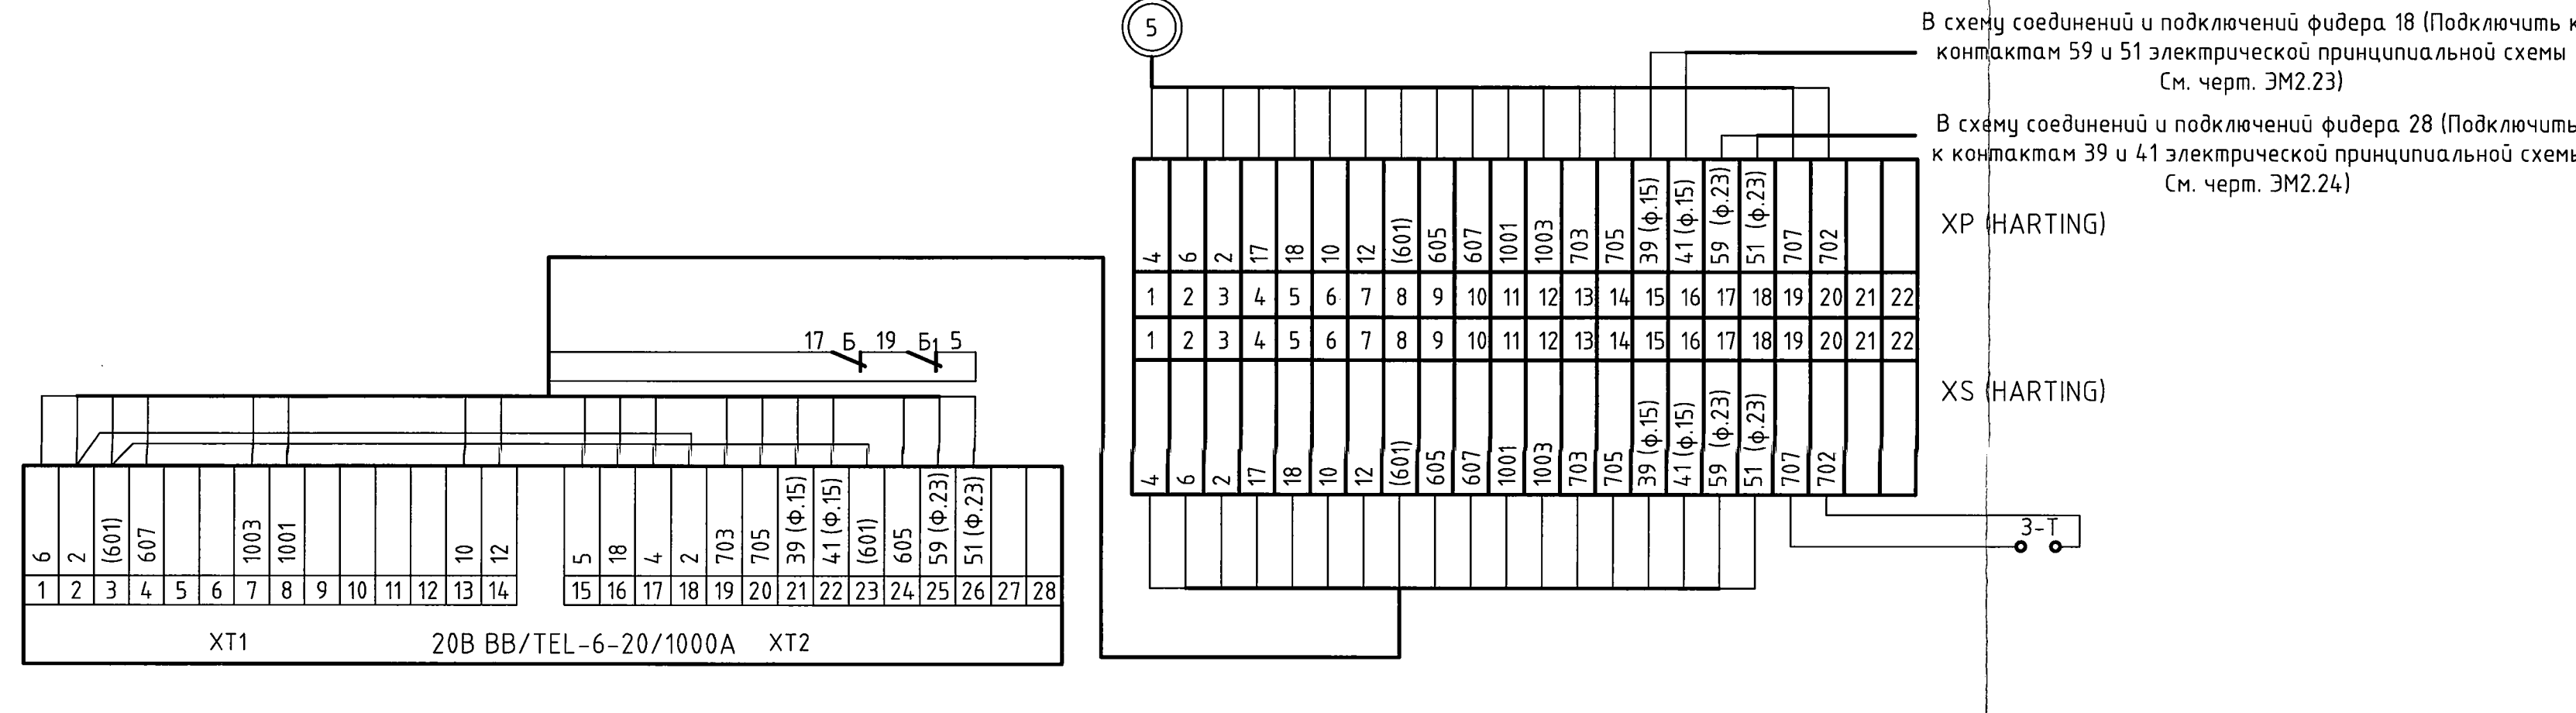 5
В схему соединений и подключений фидера 18 (Подключить к
контактам 59 и 51 электрической принципиальной схемы
См. черт. ЭМ2.23)
В схему соединений и подключений фидера 28 (Подключить
к контактам 39 и 41 электрической принципиальной схемы
См. черт. ЭМ2.24)
4 6 2 17 18 10 12 (601) 605 607 1001 1003 703 705 39 (ф.15) 41 (ф.15) 59 (ф.23) 51 (ф.23) 707 702
XP (HARTING)
1 2 3 4 5 6 7 8 9 10 11 12 13 14 15 16 17 18 19 20 21 22
1 2 3 4 5 6 7 8 9 10 11 12 13 14 15 16 17 18 19 20 21 22
XS (HARTING)
4 6 2 17 18 10 12 (601) 605 607 1001 1003 703 705 39 (ф.15) 41 (ф.15) 59 (ф.23) 51 (ф.23) 707 702
3-Т
17 Б 19 Б1 5
6 2 (601) 607 1003 1001 10 12 5 18 4 2 703 705 39 (ф.15) 41 (ф.15) (601) 605 59 (ф.23) 51 (ф.23)
1 2 3 4 5 6 7 8 9 10 11 12 13 14 15 16 17 18 19 20 21 22 23 24 25 26 27 28
XT1 20В ВВ/TEL-6-20/1000А XT2